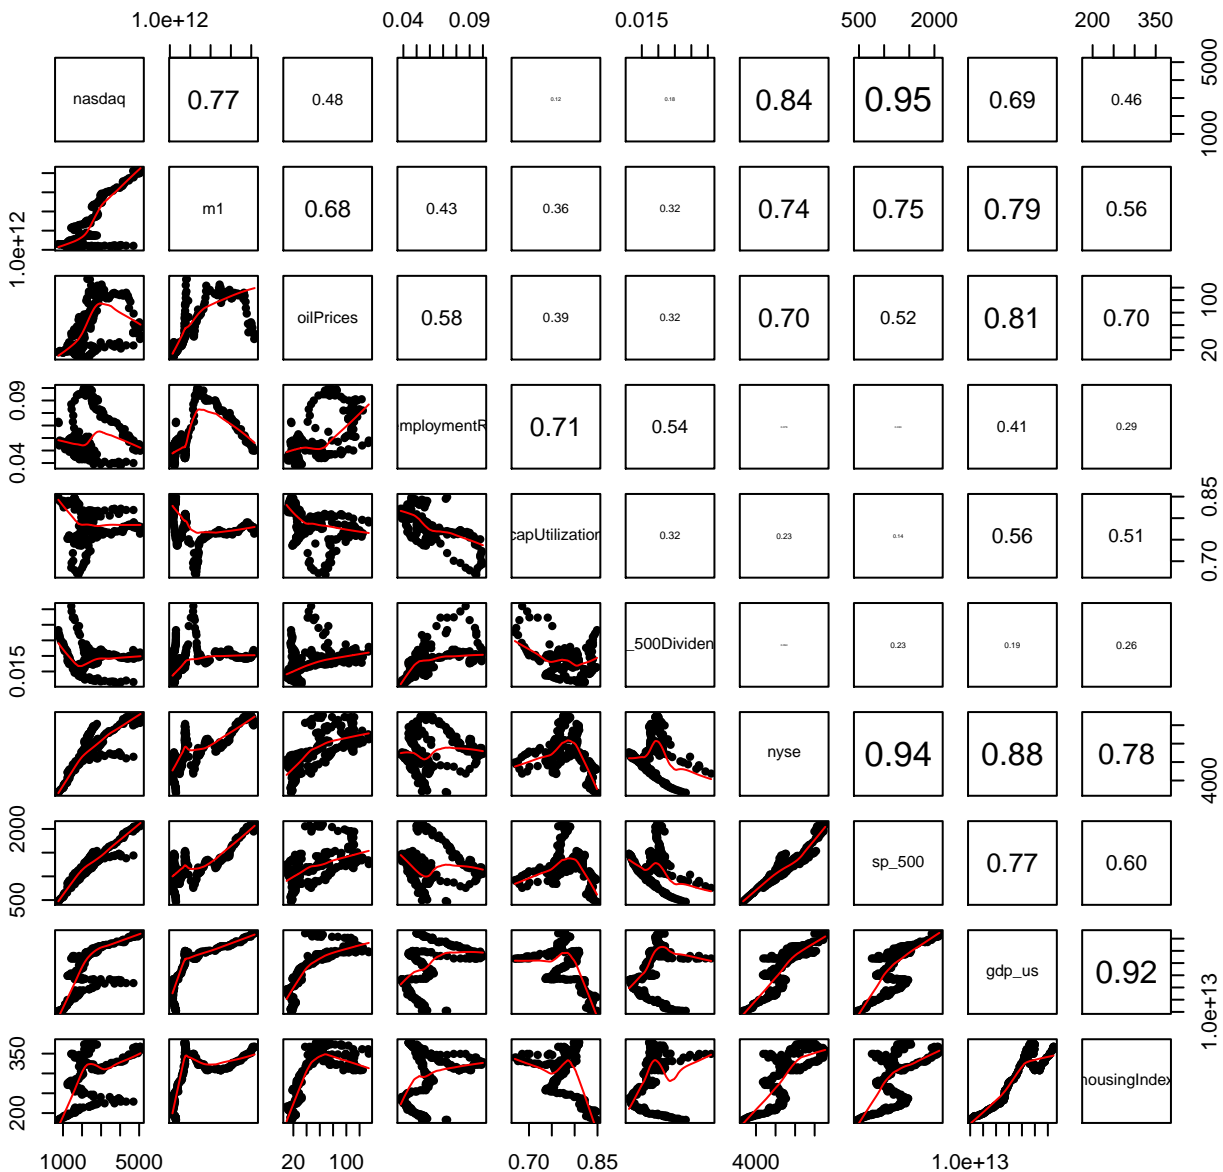 1.0e+12 0.04 0.09 0.015 500 2000 200 350
nasdaq 0.77 0.48 0.12 0.18 0.84 0.95 0.69 0.46 1000 5000
1.0e+12 m1 0.68 0.43 0.36 0.32 0.74 0.75 0.79 0.56
oilPrices 0.58 0.39 0.32 0.70 0.52 0.81 0.70 20 100
0.04 0.09 mploymentR 0.71 0.54 0.41 0.29
capUtilization 0.32 0.23 0.14 0.56 0.51 0.70 0.85
0.015 _500Dividen 0.23 0.19 0.26
nyse 0.94 0.88 0.78 4000
500 2000 sp_500 0.77 0.60
gdp_us 0.92 1.0e+13
200 350 housingIndex
1000 5000 20 100 0.70 0.85 4000 1.0e+13